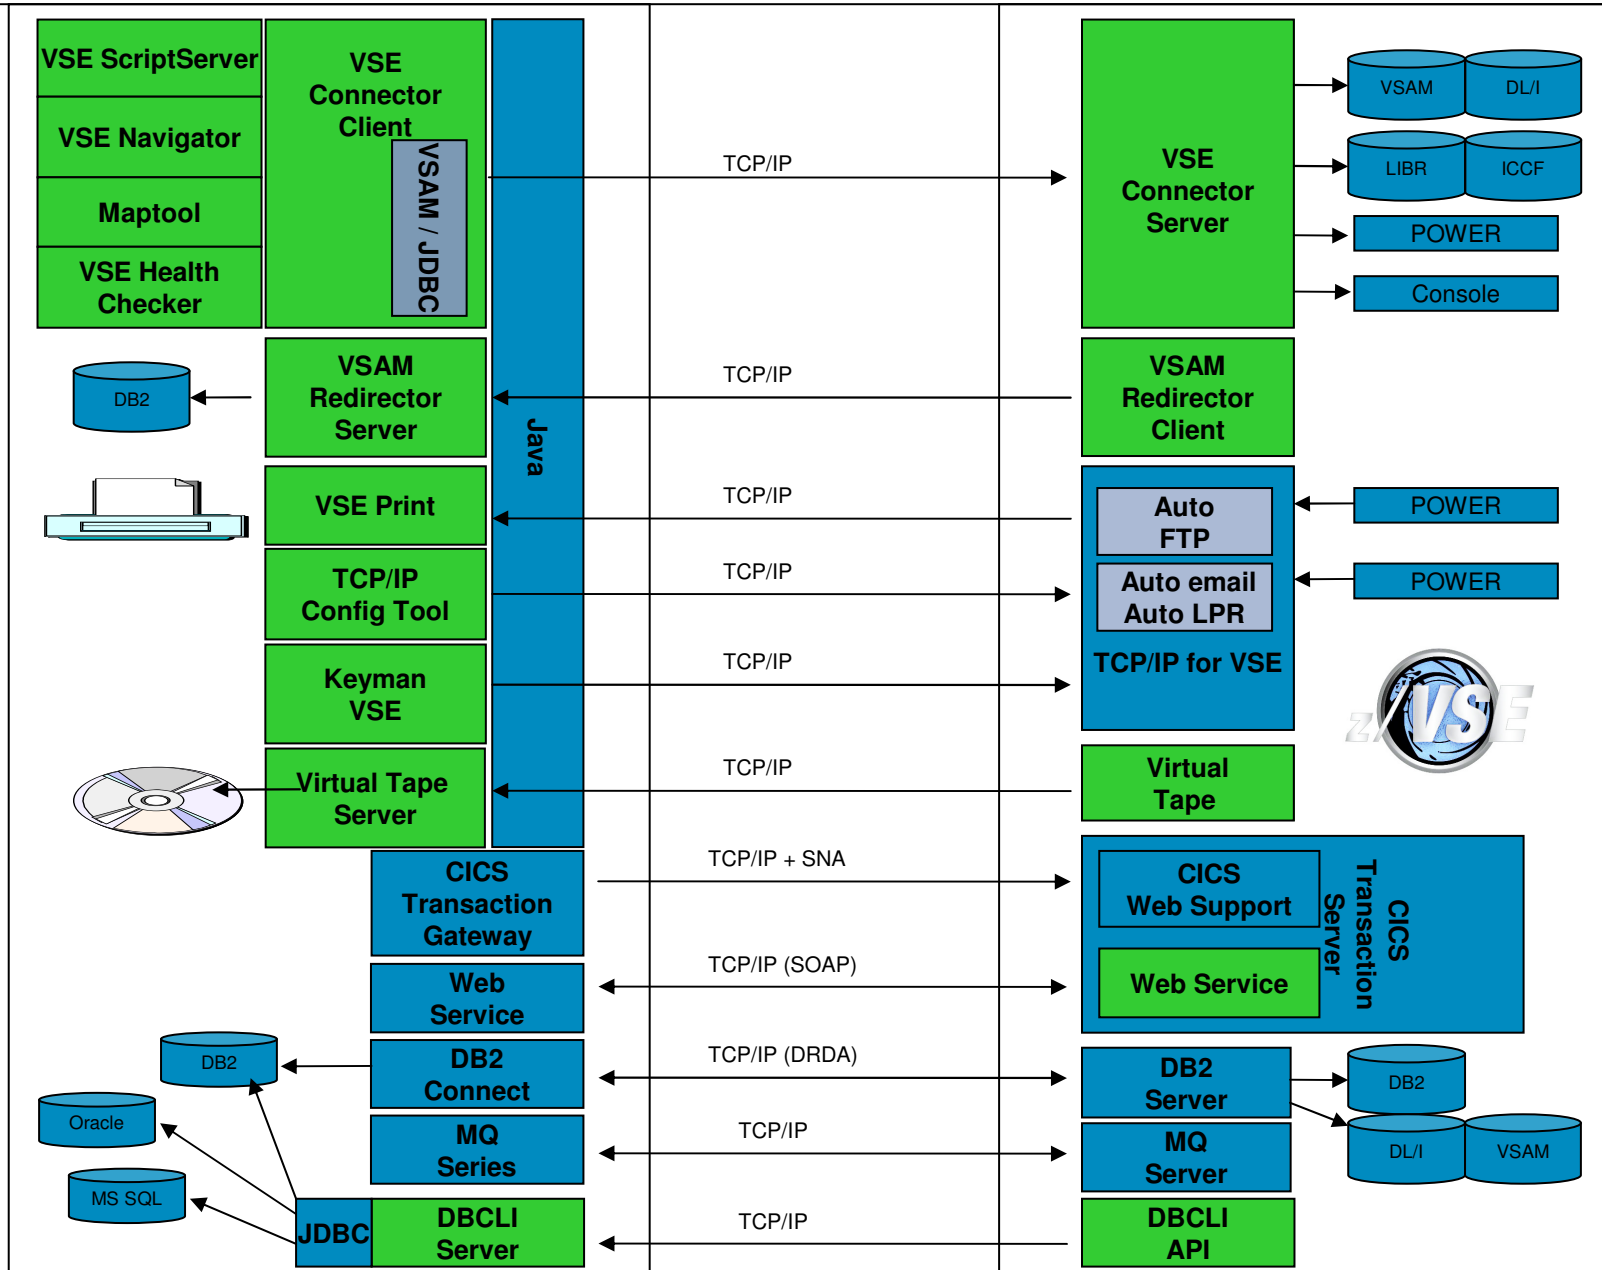 VSE ScriptServer
VSE Navigator
Maptool
VSE Health
Checker
VSE
Connector
Client
VSAM / JDBC
Java
TCP/IP
VSE
Connector
Server
VSAM
DL/I
LIBR
ICCF
POWER
Console
DB2
VSAM
Redirector
Server
TCP/IP
VSAM
Redirector
Client
VSE Print
TCP/IP
Auto
FTP
POWER
TCP/IP
Config Tool
TCP/IP
Auto email
Auto LPR
POWER
Keyman
VSE
TCP/IP
TCP/IP for VSE
z/VSE
Virtual Tape
Server
TCP/IP
Virtual
Tape
CICS
Transaction
Gateway
TCP/IP + SNA
CICS
Web Support
CICS
Transaction
Server
Web
Service
TCP/IP (SOAP)
Web Service
DB2
DB2
Connect
TCP/IP (DRDA)
DB2
Server
DB2
Oracle
MQ
Series
TCP/IP
MQ
Server
DL/I
VSAM
MS SQL
JDBC
DBCLI
Server
TCP/IP
DBCLI
API